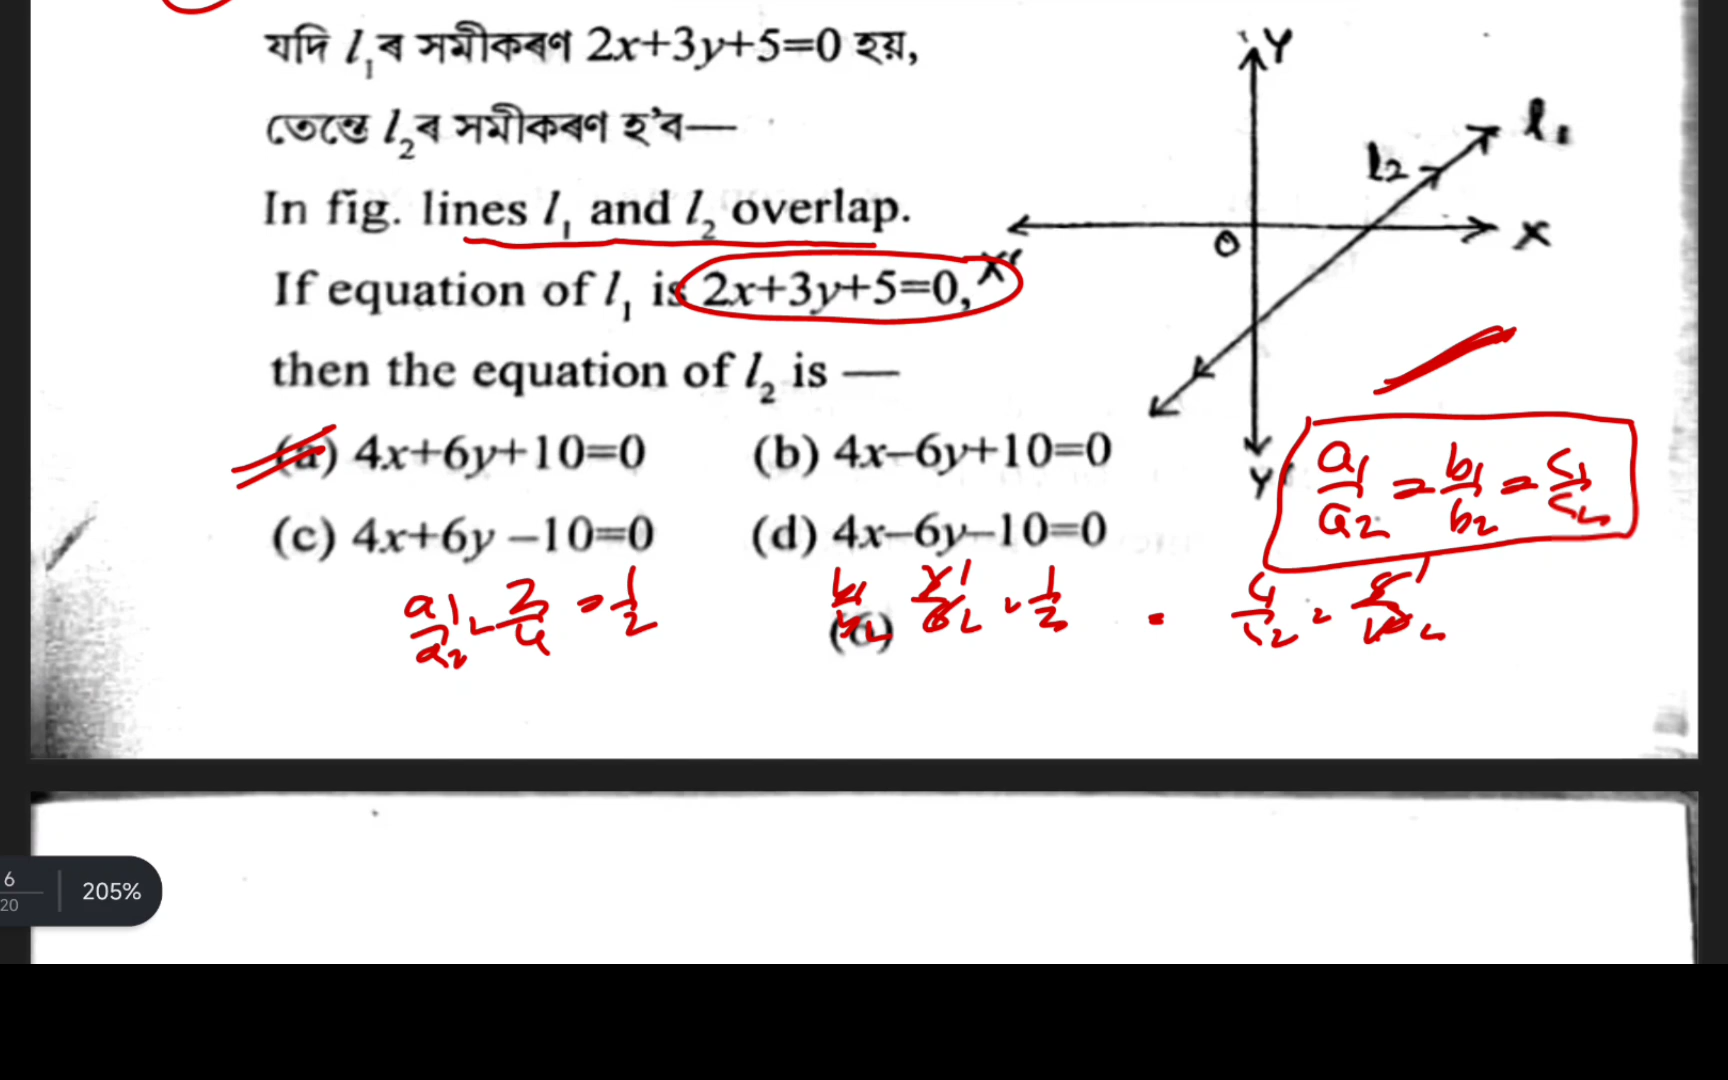 যদি l₁ৰ সমীকৰণ 2x+3y+5=0 হয়,
তেন্তে l₂ৰ সমীকৰণ হ'ব—
In fig. lines l₁ and l₂ overlap.
If equation of l₁ is 2x+3y+5=0,
then the equation of l₂ is —
(a) 4x+6y+10=0 (b) 4x−6y+10=0
(c) 4x+6y −10=0 (d) 4x−6y−10=0
Y
l₁
l₂
O
X
X'
Y'
a₁/a₂ = b₁/b₂ = c₁/c₂
a₁/a₂ = 2/4 = 1/2
6
20
205%